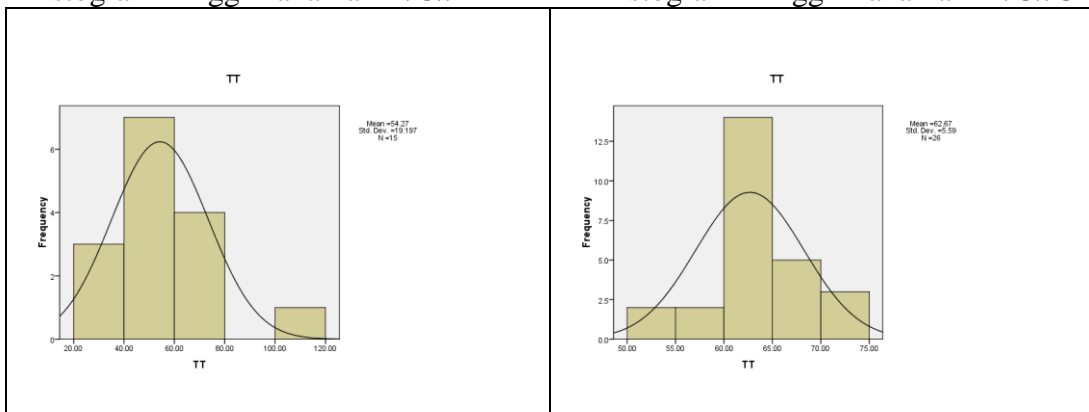 TT
Mean =54,27
Std. Dev. =19,197
N =15
Frequency
6
4
2
0
20.00 40.00 60.00 80.00 100.00 120.00
TT
TT
Mean =62,67
Std. Dev. =5,59
N =26
Frequency
12.5
10.0
7.5
5.0
2.5
0.0
50.00 55.00 60.00 65.00 70.00 75.00
TT